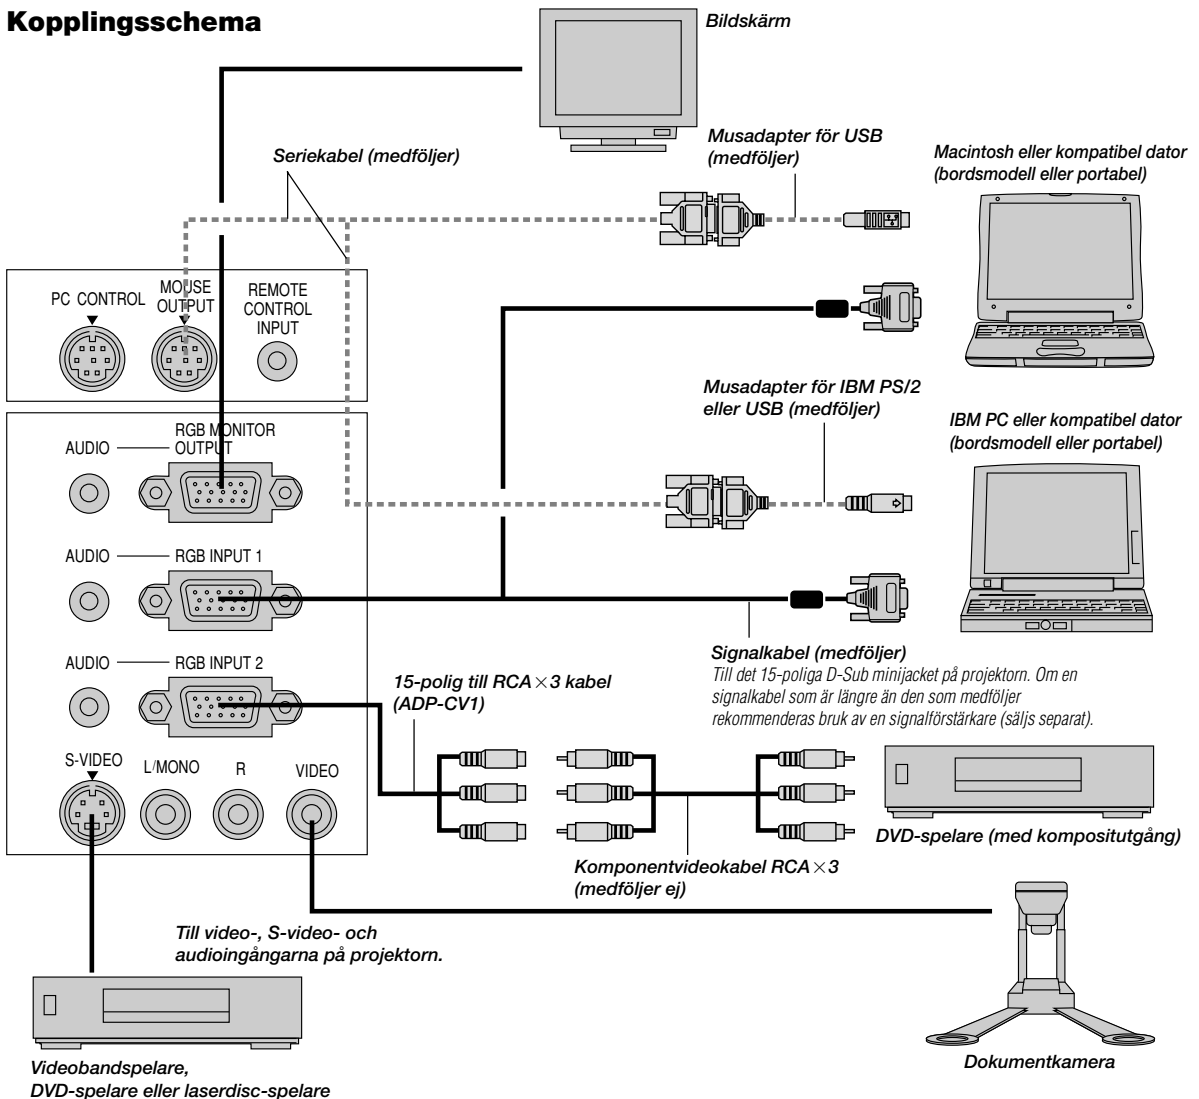 Kopplingsschema
Bildskärm
Seriekabel (medföljer)
Musadapter för USB
(medföljer)
Macintosh eller kompatibel dator
(bordsmodell eller portabel)
PC CONTROL
MOUSE
OUTPUT
REMOTE
CONTROL
INPUT
Musadapter för IBM PS/2
eller USB (medföljer)
IBM PC eller kompatibel dator
(bordsmodell eller portabel)
AUDIO
RGB MONITOR
OUTPUT
AUDIO
RGB INPUT 1
AUDIO
RGB INPUT 2
Signalkabel (medföljer)
Till det 15-poliga D-Sub minijacket på projektorn. Om en
signalkabel som är längre än den som medföljer
rekommenderas bruk av en signalförstärkare (säljs separat).
15-polig till RCA×3 kabel
(ADP-CV1)
S-VIDEO
L/MONO
R
VIDEO
DVD-spelare (med kompositutgång)
Komponentvideokabel RCA×3
(medföljer ej)
Till video-, S-video- och
audioingångarna på projektorn.
Dokumentkamera
Videobandspelare,
DVD-spelare eller laserdisc-spelare